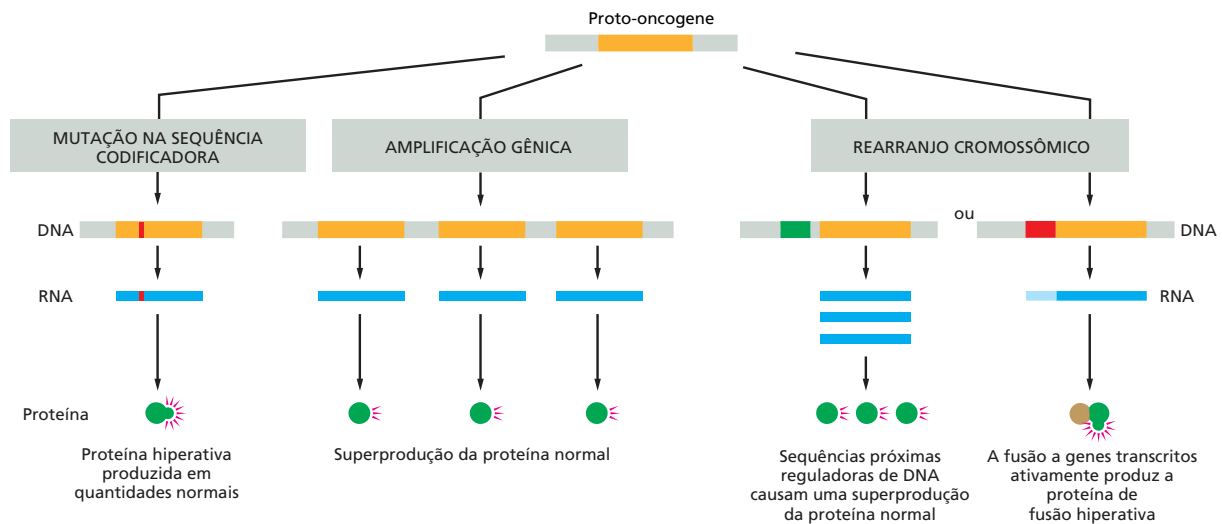 Proto-oncogene
MUTAÇÃO NA SEQUÊNCIA
CODIFICADORA
AMPLIFICAÇÃO GÊNICA
REARRANJO CROMOSSÔMICO
DNA
ou
DNA
RNA
RNA
Proteína
Proteína hiperativa
produzida em
quantidades normais
Superprodução da proteína normal
Sequências próximas
reguladoras de DNA
causam uma superprodução
da proteína normal
A fusão a genes transcritos
ativamente produz a
proteína de
fusão hiperativa